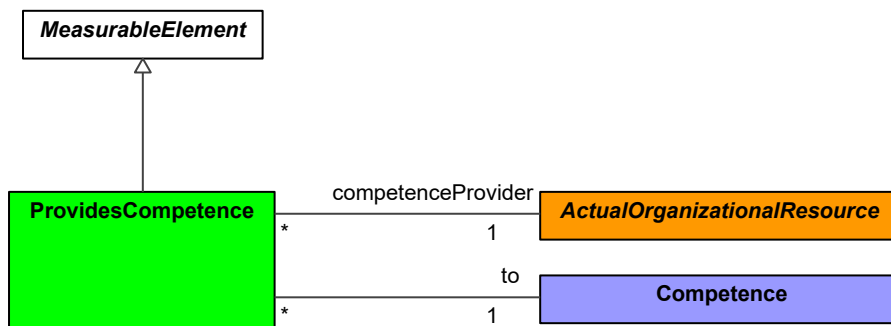 MeasurableElement
competenceProvider
ProvidesCompetence
ActualOrganizationalResource
*
1
to
Competence
*
1